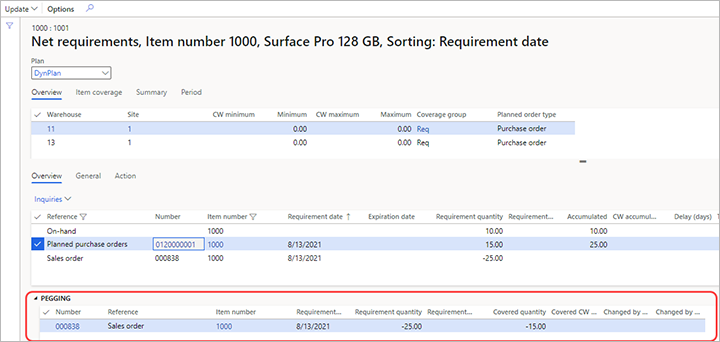 Update Options
1000 : 1001
Net requirements, Item number 1000, Surface Pro 128 GB, Sorting: Requirement date
Plan
DynPlan
Overview Item coverage Summary Period
Warehouse Site CW minimum Minimum CW maximum Maximum Coverage group Planned order type
11 1 0.00 0.00 Req Purchase order
13 1 0.00 0.00 Req Purchase order
Overview General Action
Inquiries
Reference Number Item number Requirement date Expiration date Requirement quantity Requirement... Accumulated CW accumul... Delay (days)
On-hand 1000 10.00 10.00
Planned purchase orders 0120000001 1000 8/13/2021 15.00 25.00
Sales order 000838 1000 8/13/2021 -25.00
PEGGING
Number Reference Item number Requirement... Requirement quantity Requirement... Covered quantity Covered CW ... Changed by ... Changed by ...
000838 Sales order 1000 8/13/2021 -25.00 -15.00